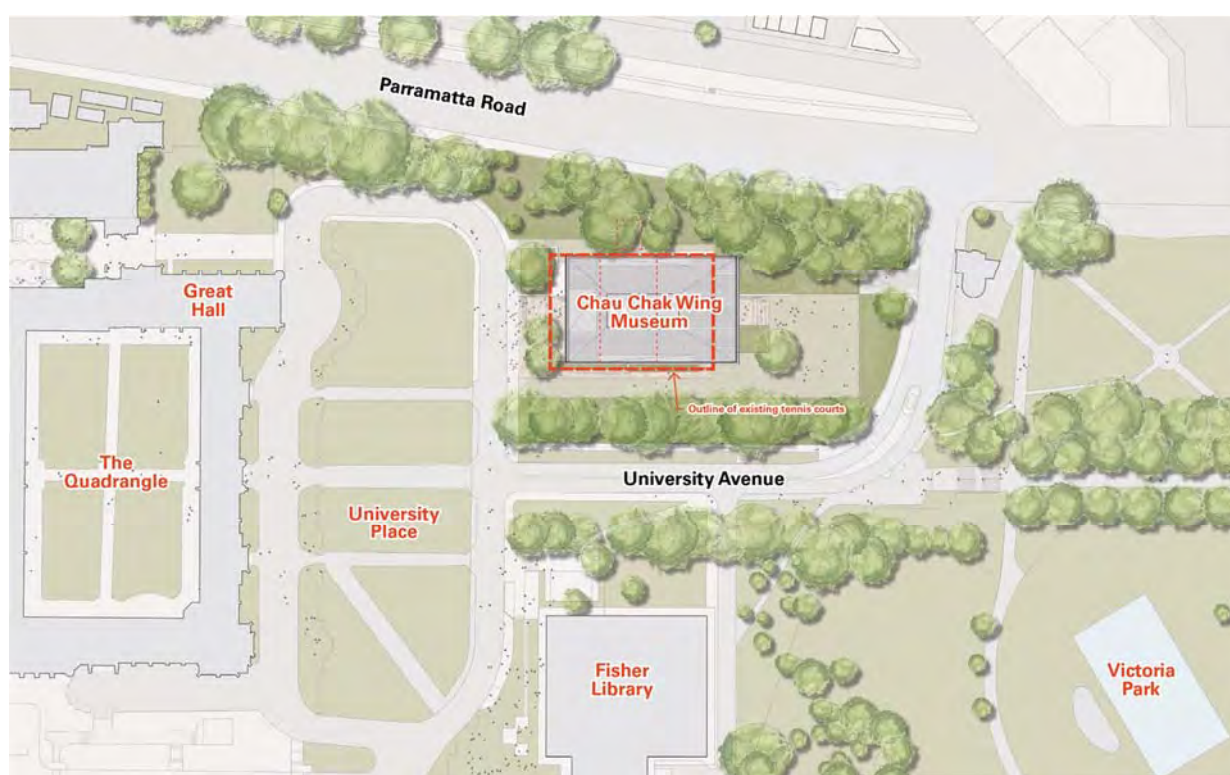 Parramatta Road
Great
Hall
Chau Chak Wing
Museum
Outline of existing tennis courts
The
Quadrangle
University Avenue
University
Place
Fisher
Library
Victoria
Park